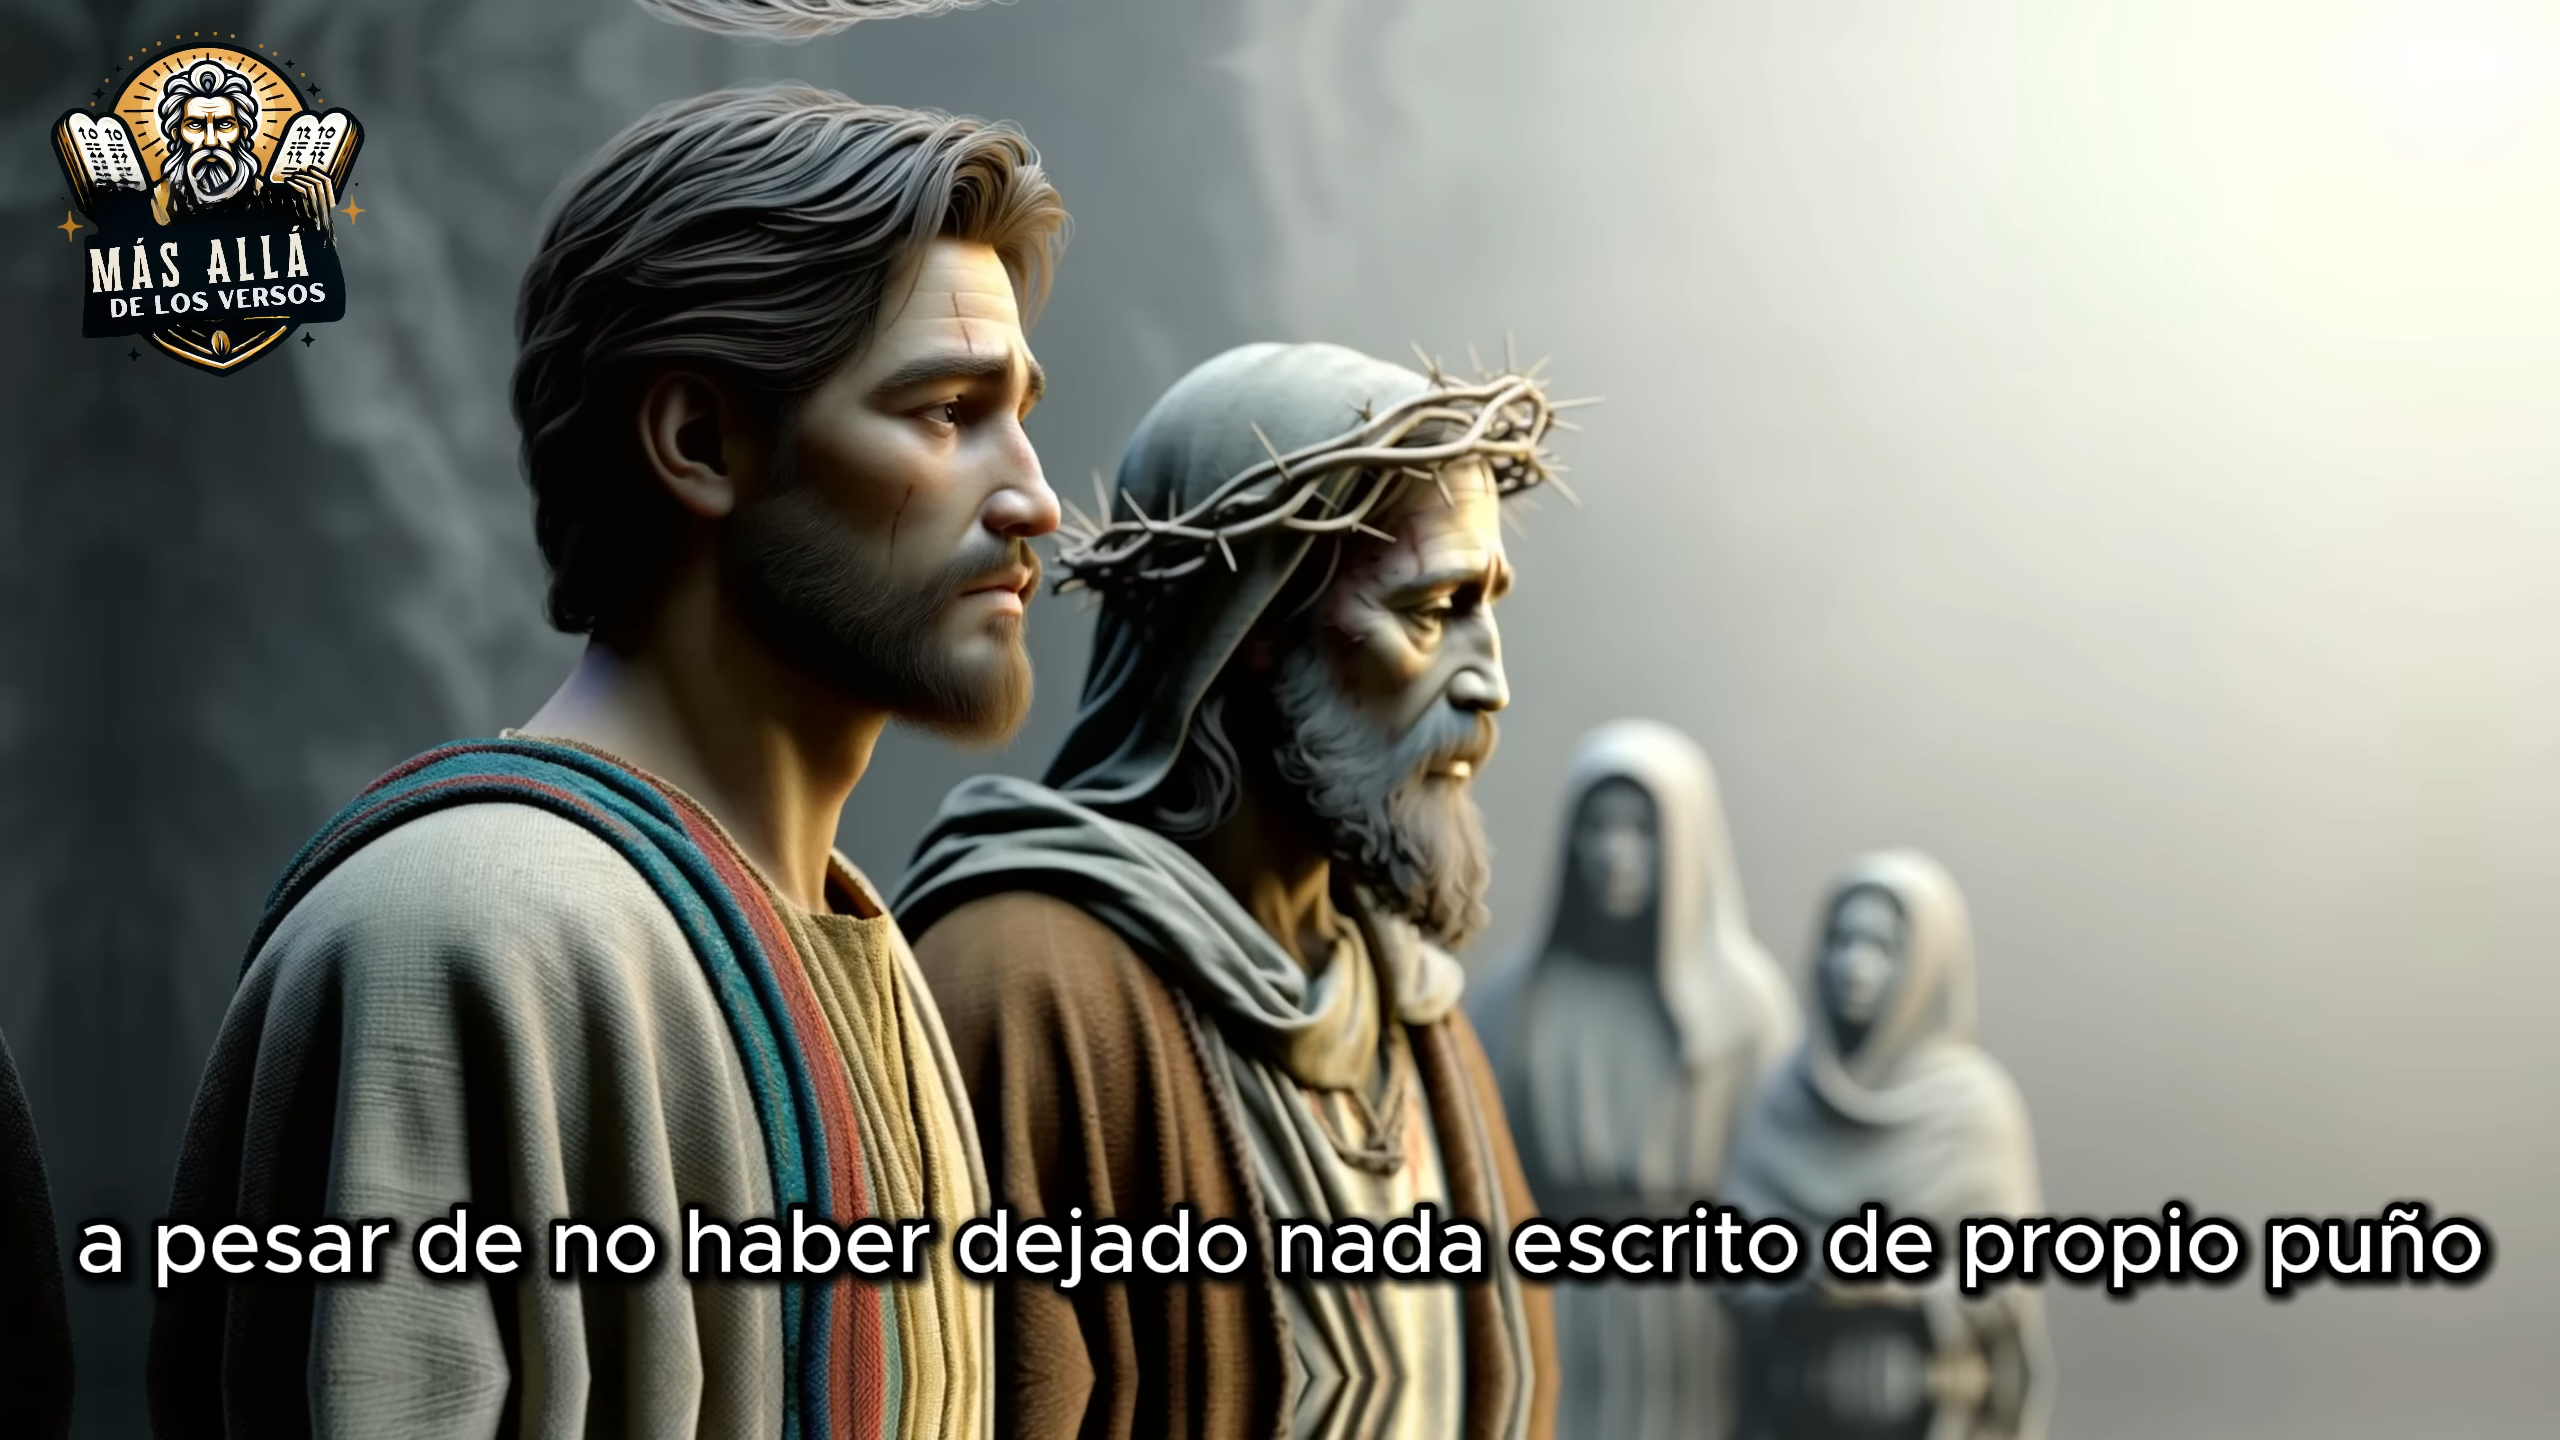 MÁS ALLÁ
DE LOS VERSOS
a pesar de no haber dejado nada escrito de propio puño